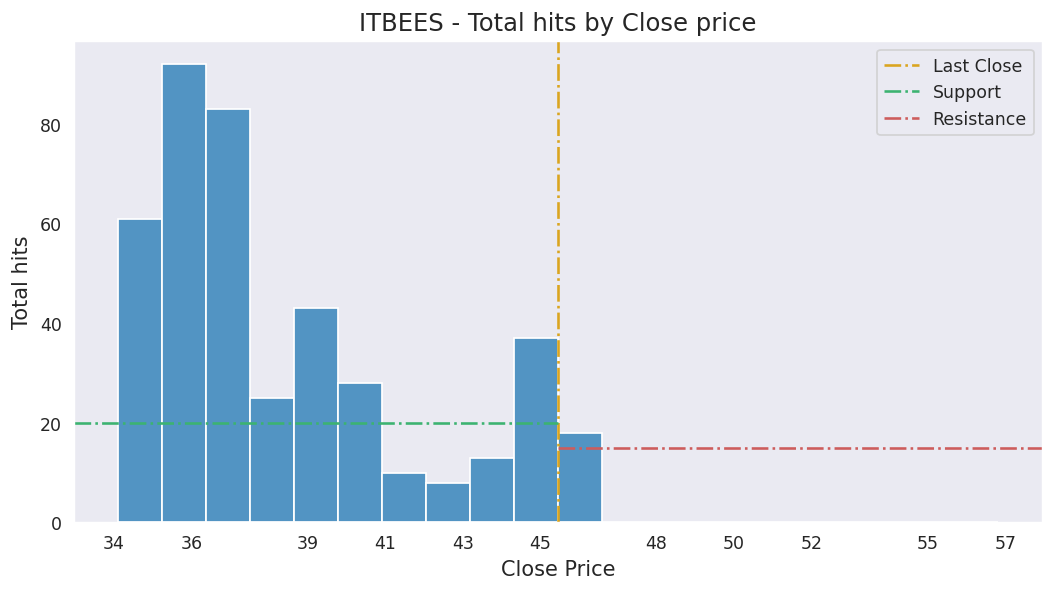 ITBEES - Total hits by Close price
Last Close
Support
Resistance
Total hits
80
60
40
20
0
34 36 39 41 43 45 48 50 52 55 57
Close Price